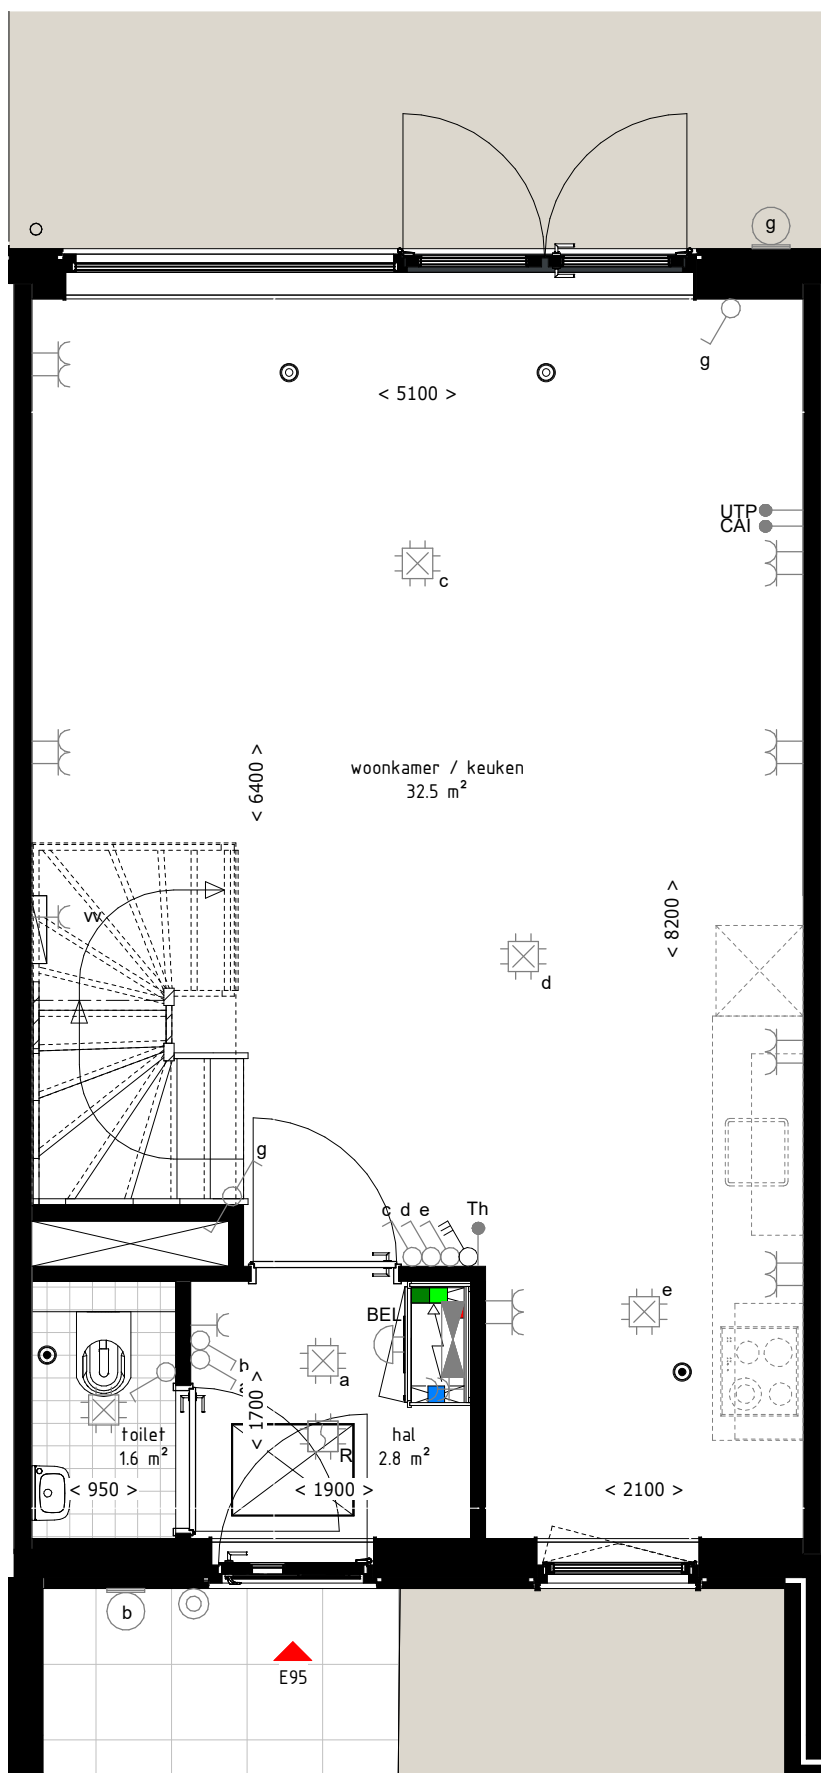 g
g
< 5100 >
UTP
CAI
c
< 6400 >
woonkamer / keuken
32.5 m²
< 8200 >
vv
d
g
c d e
Th
e
BEL
b
a
< 1700 >
R
toilet
1.6 m²
hal
2.8 m²
< 950 >
< 1900 >
< 2100 >
b
E95